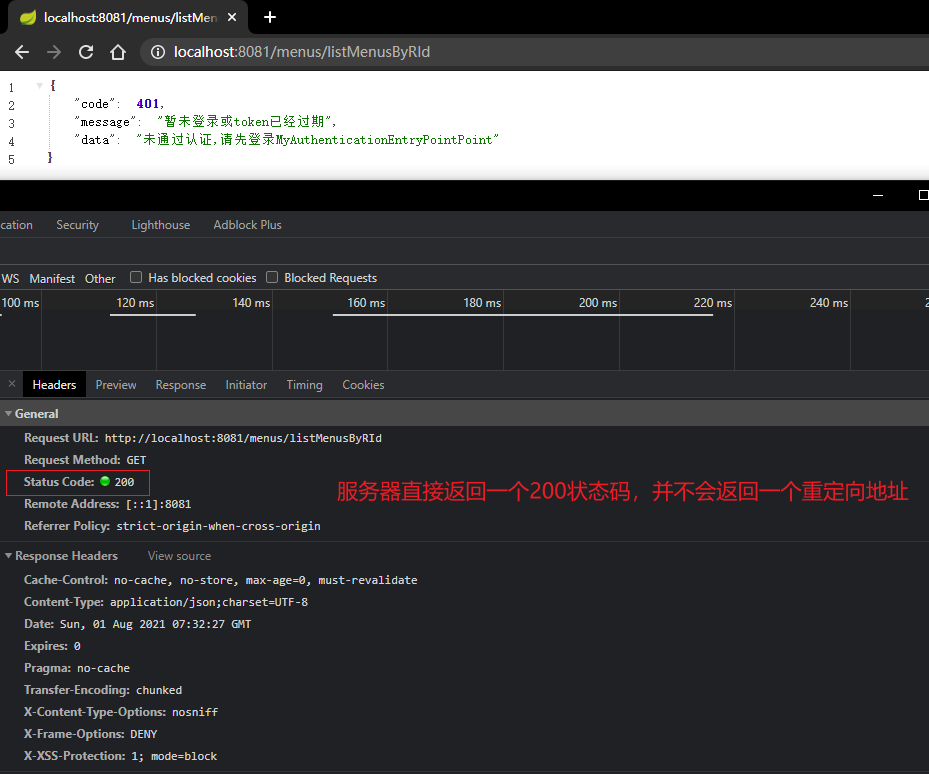 localhost:8081/menus/listMen
localhost:8081/menus/listMenusByRId
1 {
2 "code": 401,
3 "message": "暂未登录或token已经过期",
4 "data": "未通过认证,请先登录MyAuthenticationEntryPointPoint"
5 }
cation Security Lighthouse Adblock Plus
WS Manifest Other Has blocked cookies Blocked Requests
100 ms 120 ms 140 ms 160 ms 180 ms 200 ms 220 ms 240 ms 2
× Headers Preview Response Initiator Timing Cookies
General
Request URL: http://localhost:8081/menus/listMenusByRId
Request Method: GET
Status Code: 200
服务器直接返回一个200状态码，并不会返回一个重定向地址
Remote Address: [::1]:8081
Referrer Policy: strict-origin-when-cross-origin
Response Headers View source
Cache-Control: no-cache, no-store, max-age=0, must-revalidate
Content-Type: application/json;charset=UTF-8
Date: Sun, 01 Aug 2021 07:32:27 GMT
Expires: 0
Pragma: no-cache
Transfer-Encoding: chunked
X-Content-Type-Options: nosniff
X-Frame-Options: DENY
X-XSS-Protection: 1; mode=block